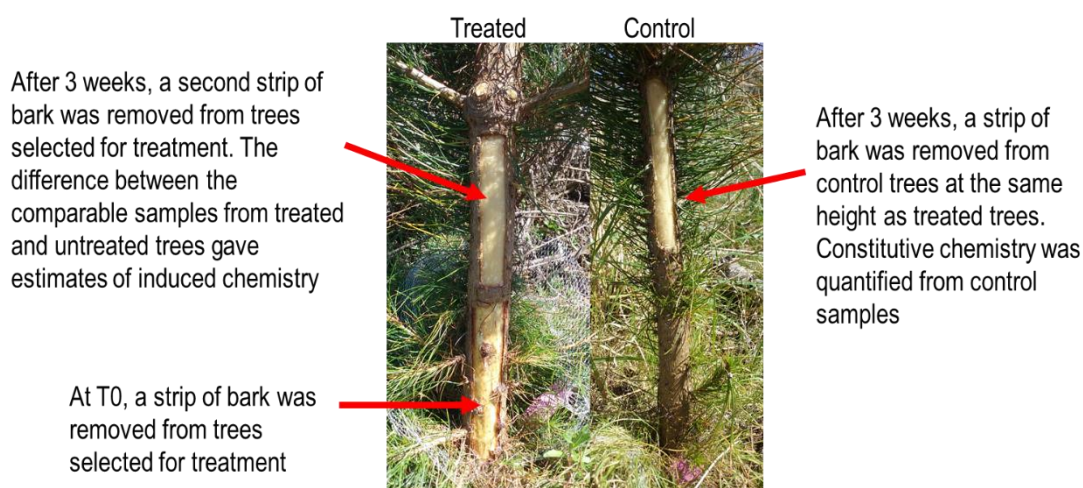 Treated
Control
After 3 weeks, a second strip of
bark was removed from trees
selected for treatment. The
difference between the
comparable samples from treated
and untreated trees gave
estimates of induced chemistry
At T0, a strip of bark was
removed from trees
selected for treatment
After 3 weeks, a strip of
bark was removed from
control trees at the same
height as treated trees.
Constitutive chemistry was
quantified from control
samples